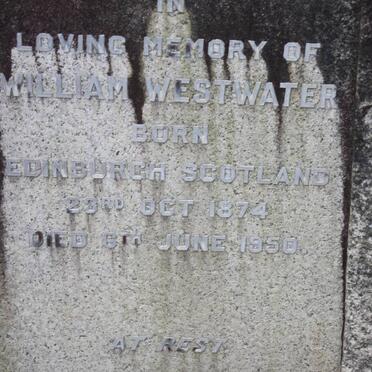 IN
LOVING MEMORY OF
WILLIAM WESTWATER
BORN
EDINBURGH SCOTLAND
23RD OCT 1874
DIED 6TH JUNE 1950.
AT REST.